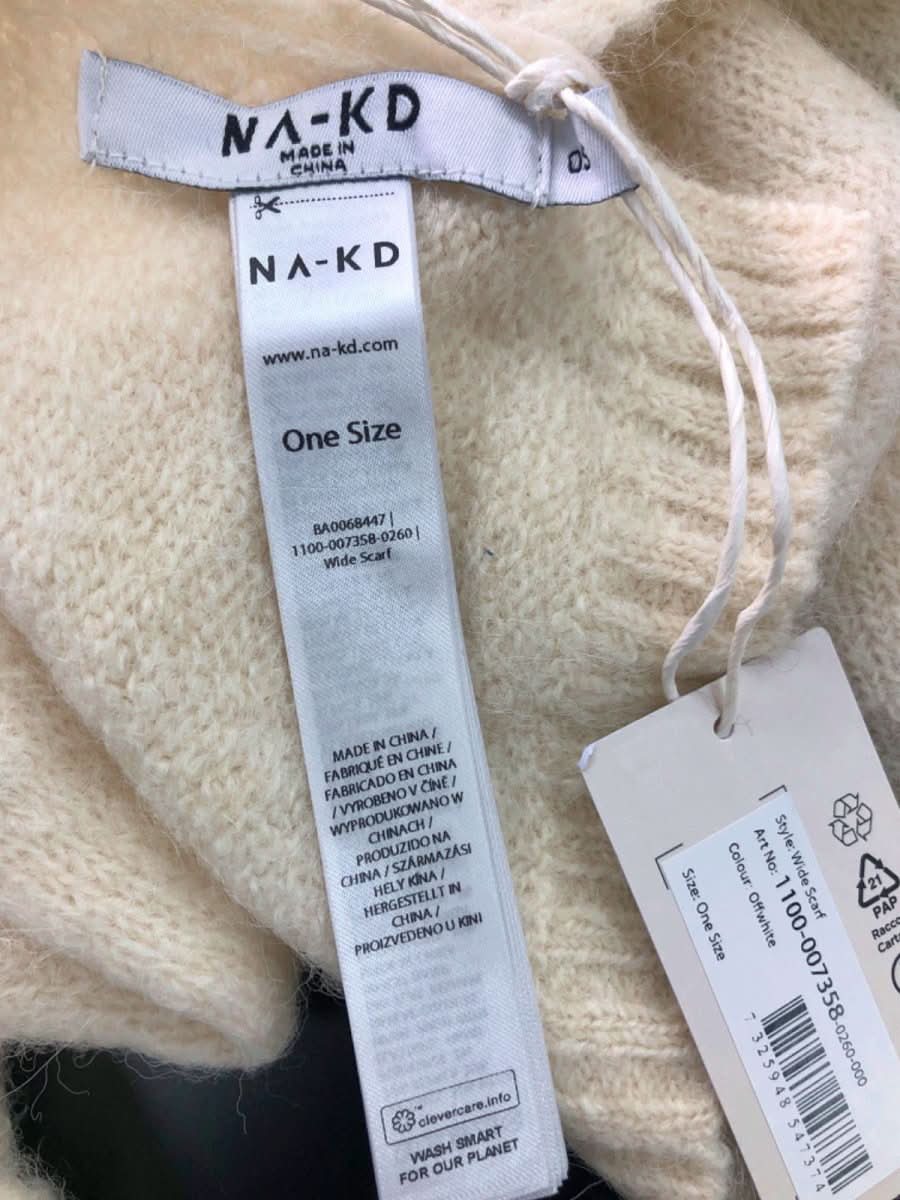 NA-KD
MADE IN
CHINA
OS
NA-KD
www.na-kd.com
One Size
BA0068447 |
1100-007358-0260 |
Wide Scarf
MADE IN CHINA /
FABRIQUÉ EN CHINE /
FABRICADO EN CHINA
/ VYROBENO V ČÍNĚ /
WYPRODUKOWANO W
CHINACH /
PRODUZIDO NA
CHINA / SZÁRMAZÁSI
HELY KÍNA /
HERGESTELLT IN
CHINA /
PROIZVEDENO U KINI
clevercare.info
WASH SMART
FOR OUR PLANET
Style: Wide Scarf
Art No: 1100-007358-0260-000
Colour: Offwhite
Size: One Size
7 325948 547374
21
PAP